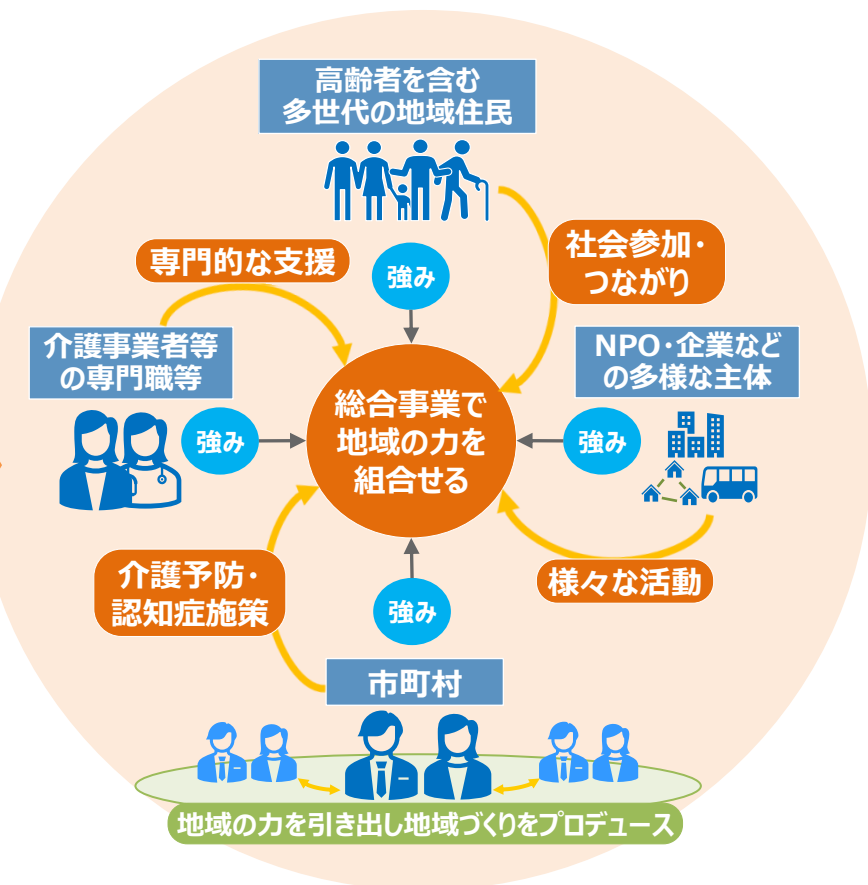 高齢者を含む
多世代の地域住民
専門的な支援
強み
社会参加・
つながり
介護事業者等
の専門職等
NPO・企業など
の多様な主体
強み
総合事業で
地域の力を
組合せる
強み
介護予防・
認知症施策
強み
様々な活動
市町村
地域の力を引き出し地域づくりをプロデュース